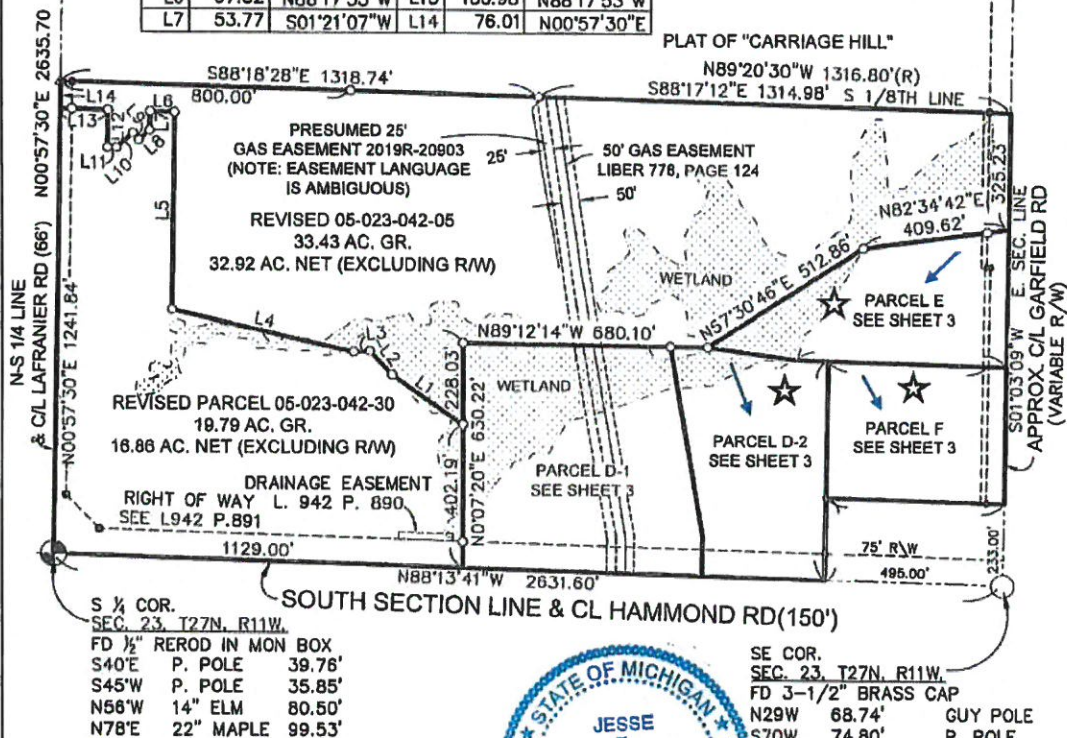 L7 53.77 S01°21'07"W L14 76.01 N00°57'30"E
PLAT OF "CARRIAGE HILL"
S88°18'28"E 1318.74'
800.00'
N89°20'30"W 1316.80'(R)
S88°17'12"E 1314.98' S 1/8TH LINE
N00°57'30"E 2635.70
N-S 1/4 LINE
& C/L LAFRANIER RD (66')
N00°57'30"E 1241.84'
L14
L13
L12
L11
L10
L6
L8
L7
L5
L4
L3
L2
L1
PRESUMED 25'
GAS EASEMENT 2019R-20903
(NOTE: EASEMENT LANGUAGE
IS AMBIGUOUS)
25'
50' GAS EASEMENT
LIBER 778, PAGE 124
50'
REVISED 05-023-042-05
33.43 AC. GR.
32.92 AC. NET (EXCLUDING R/W)
WETLAND
N82°34'42"E
409.62'
325.23
N57°30'46"E 512.86'
N89°12'14"W 680.10'
PARCEL E
SEE SHEET 3
S01°03'09"W E. SEC. LINE
APPROX C/L GARFIELD RD
(VARIABLE R/W)
228.03
WETLAND
REVISED PARCEL 05-023-042-30
19.79 AC. GR.
16.86 AC. NET (EXCLUDING R/W)
N0°07'20"E 630.22'
402.19
PARCEL D-1
SEE SHEET 3
PARCEL D-2
SEE SHEET 3
PARCEL F
SEE SHEET 3
DRAINAGE EASEMENT
L. 942 P. 890
RIGHT OF WAY
SEE L942 P.891
1129.00'
N88°13'41"W 2631.60'
75' R\W
495.00'
233.00'
SOUTH SECTION LINE & CL HAMMOND RD(150')
S ¼ COR.
SEC. 23, T27N, R11W,
FD ½" REROD IN MON BOX
S40'E P. POLE 39.76'
S45'W P. POLE 35.85'
N56'W 14" ELM 80.50'
N78'E 22" MAPLE 99.53'
STATE OF MICHIGAN
JESSE
SE COR.
SEC. 23, T27N, R11W,
FD 3-1/2" BRASS CAP
N29W 68.74' GUY POLE
S70W 74.80' P. POLE